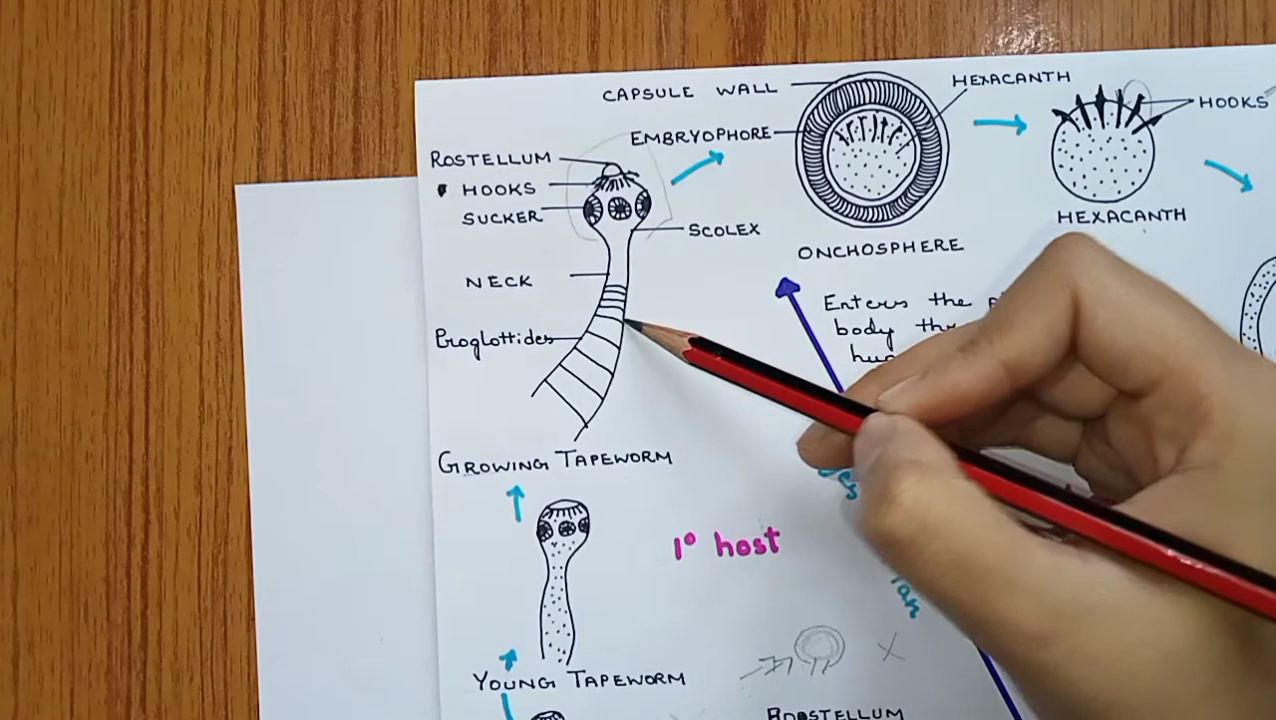 CAPSULE WALL
HEXACANTH
HOOKS
EMBRYOPHORE
ROSTELLUM
HOOKS
SUCKER
SCOLEX
HEXACANTH
ONCHOSPHERE
NECK
Enters the
body
Proglottides
GROWING TAPEWORM
1° host
YOUNG TAPEWORM
ROOSTELLUM